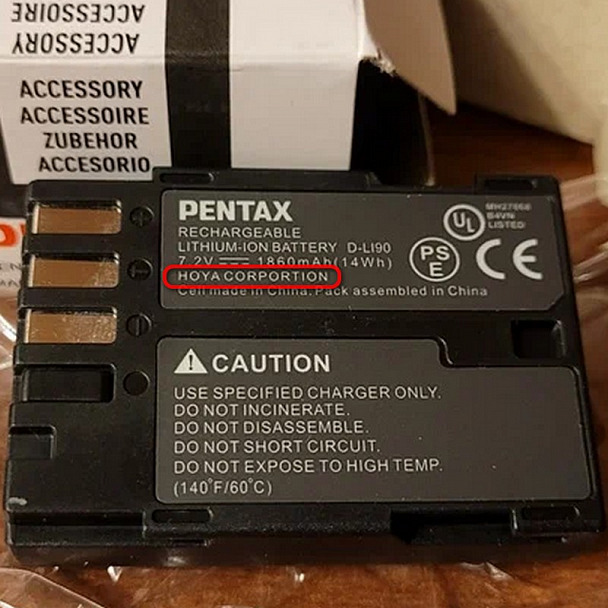 ACCESSOIRE
ACCESSORY
ACCESSORY
ACCESSOIRE
ZUBEHOR
ACCESORIO
PENTAX
RECHARGEABLE
LITHIUM-ION BATTERY D-LI90
7.2V 1860mAh(14Wh)
HOYA CORPORTION
Cell made in China, Pack assembled in China
UL
LISTED
PS
E
CE
CAUTION
USE SPECIFIED CHARGER ONLY.
DO NOT INCINERATE.
DO NOT DISASSEMBLE.
DO NOT SHORT CIRCUIT.
DO NOT EXPOSE TO HIGH TEMP.
(140°F/60°C)